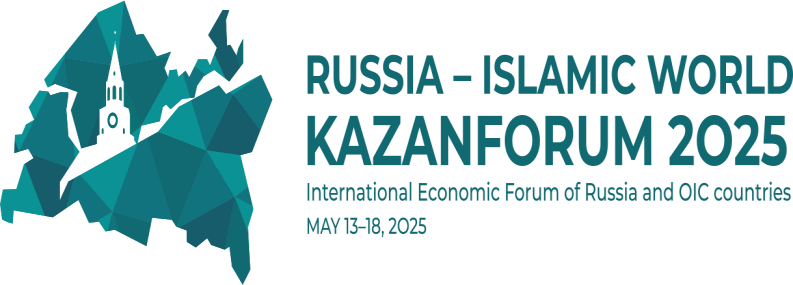 RUSSIA – ISLAMIC WORLD
KAZANFORUM 2025
International Economic Forum of Russia and OIC countries
MAY 13–18, 2025